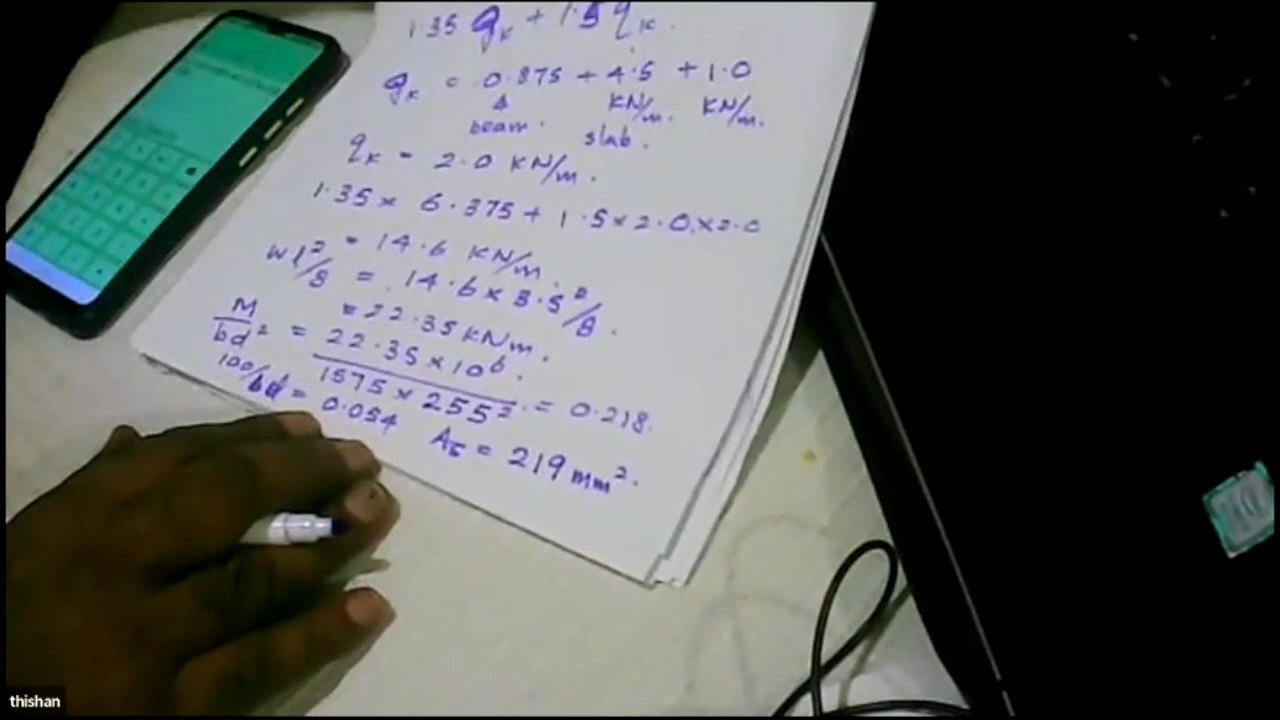 1.35 gk + 1.5 qk.
gk = 0.875 + 4.5 + 1.0
beam. KN/m. KN/m.
slab.
qk = 2.0 KN/m.
1.35 x 6.375 + 1.5 x 2.0 x 2.0
= 14.6 KN/m.
wl²/8 = 14.6 x 3.5²/8.
= 22.35 KNm.
M/bd² = 22.35 x 10⁶ / 1575 x 255² = 0.218.
100/bd = 0.054 As = 219 mm².
thishan